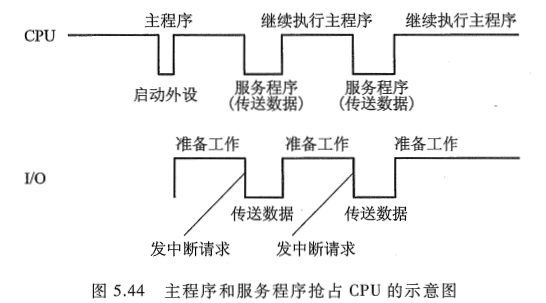 主程序 继续执行主程序 继续执行主程序
CPU
启动外设 服务程序 服务程序
(传送数据) (传送数据)
准备工作 准备工作 准备工作
I/O
传送数据 传送数据
发中断请求 发中断请求
图 5.44 主程序和服务程序抢占 CPU 的示意图